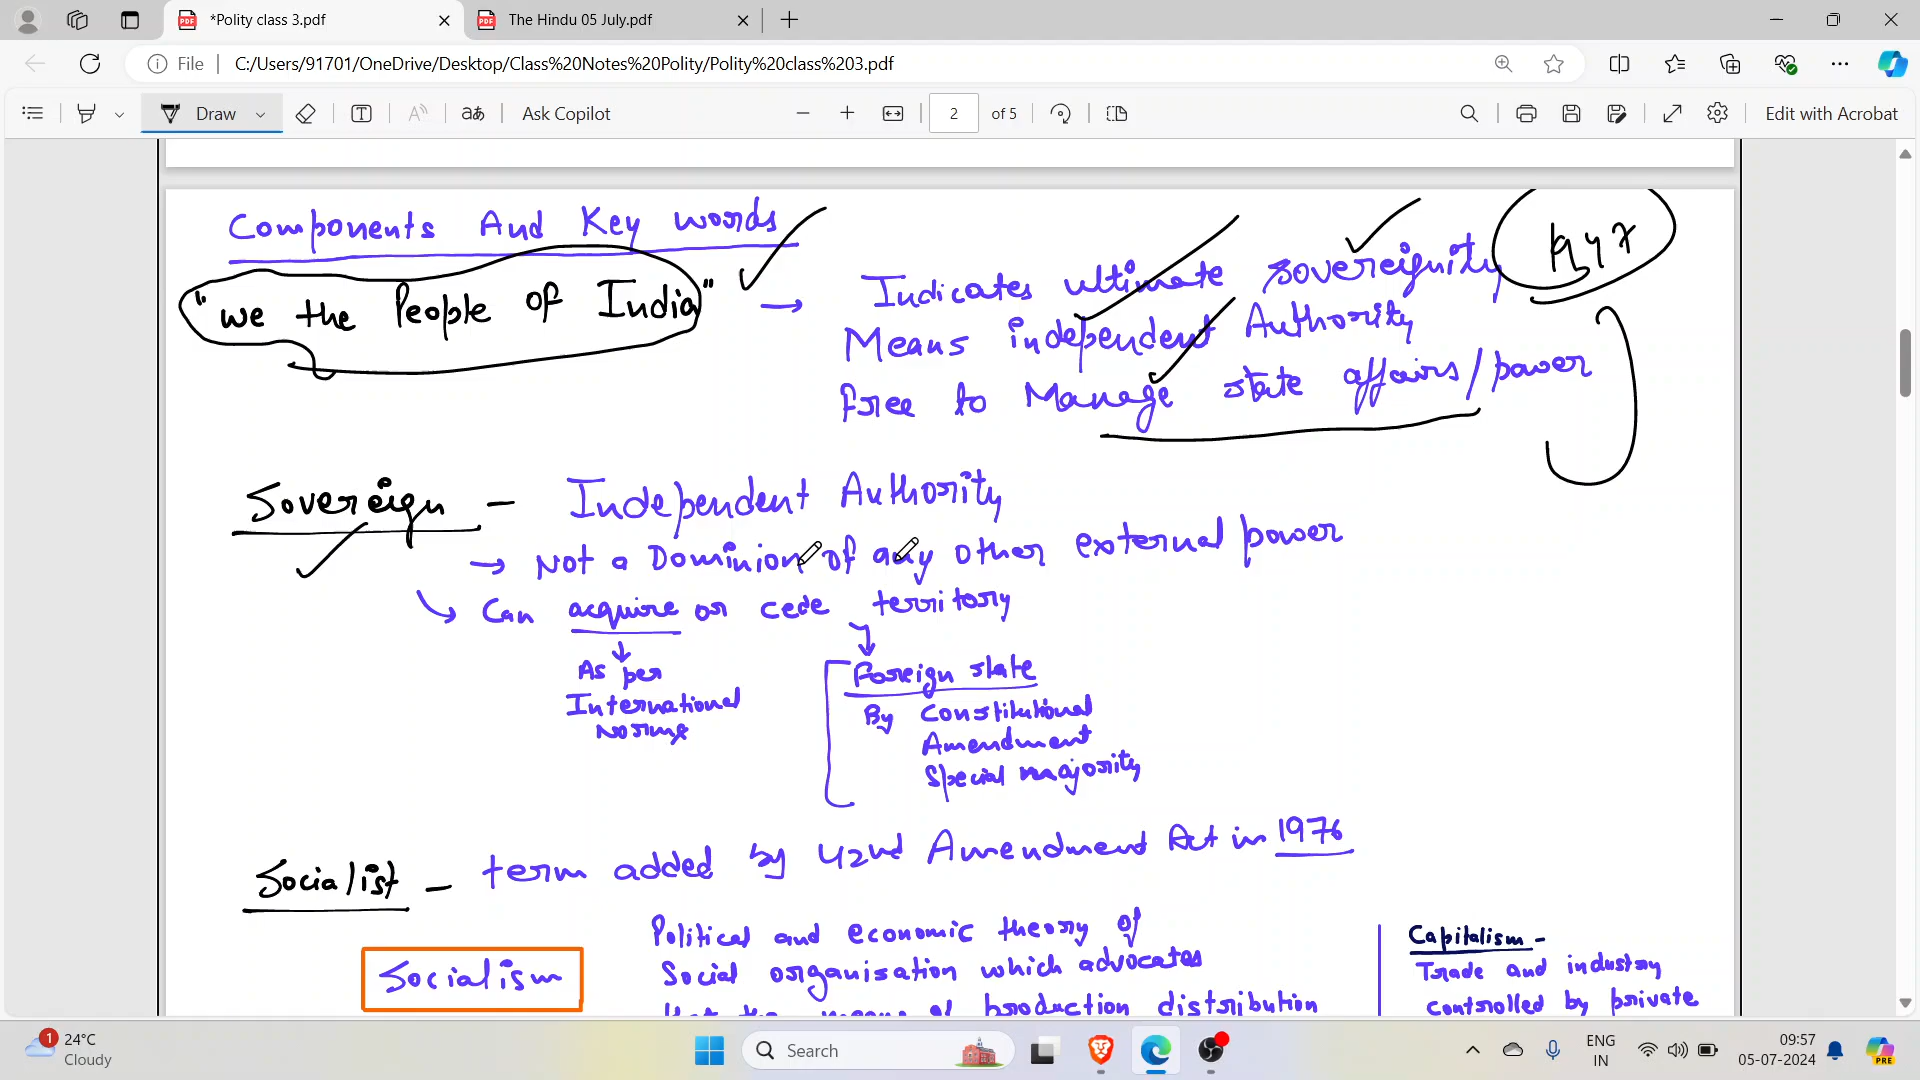 *Polity class 3.pdf
The Hindu 05 July.pdf
File
C:/Users/91701/OneDrive/Desktop/Class%20Notes%20Polity/Polity%20class%203.pdf
Draw
Ask Copilot
2 of 5
Edit with Acrobat
Components And Key words
"we the People of India" → Indicates ultimate sovereignity
Means independent Authority
free to Manage state affairs/power
Sovereign - Independent Authority
→ Not a Dominion of any other external power
↳ Can acquire or cede territory
As per
International
Norms
Foreign state
By Constitutional
Amendment
Special majority
Socialist - term added by 42nd Amendment Act in 1976
Socialism
Political and economic theory of
Social organisation which advocates
production distribution
Capitalism -
Trade and industry
controlled by private
1
24°C
Cloudy
Search
ENG
IN
09:57
05-07-2024
PRE